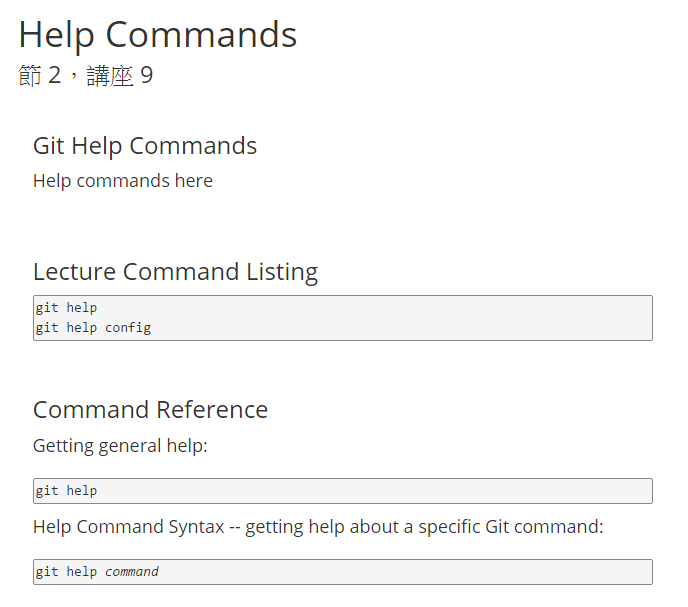 Help Commands
節 2，講座 9
Git Help Commands
Help commands here
Lecture Command Listing
git help
git help config
Command Reference
Getting general help:
git help
Help Command Syntax -- getting help about a specific Git command:
git help command